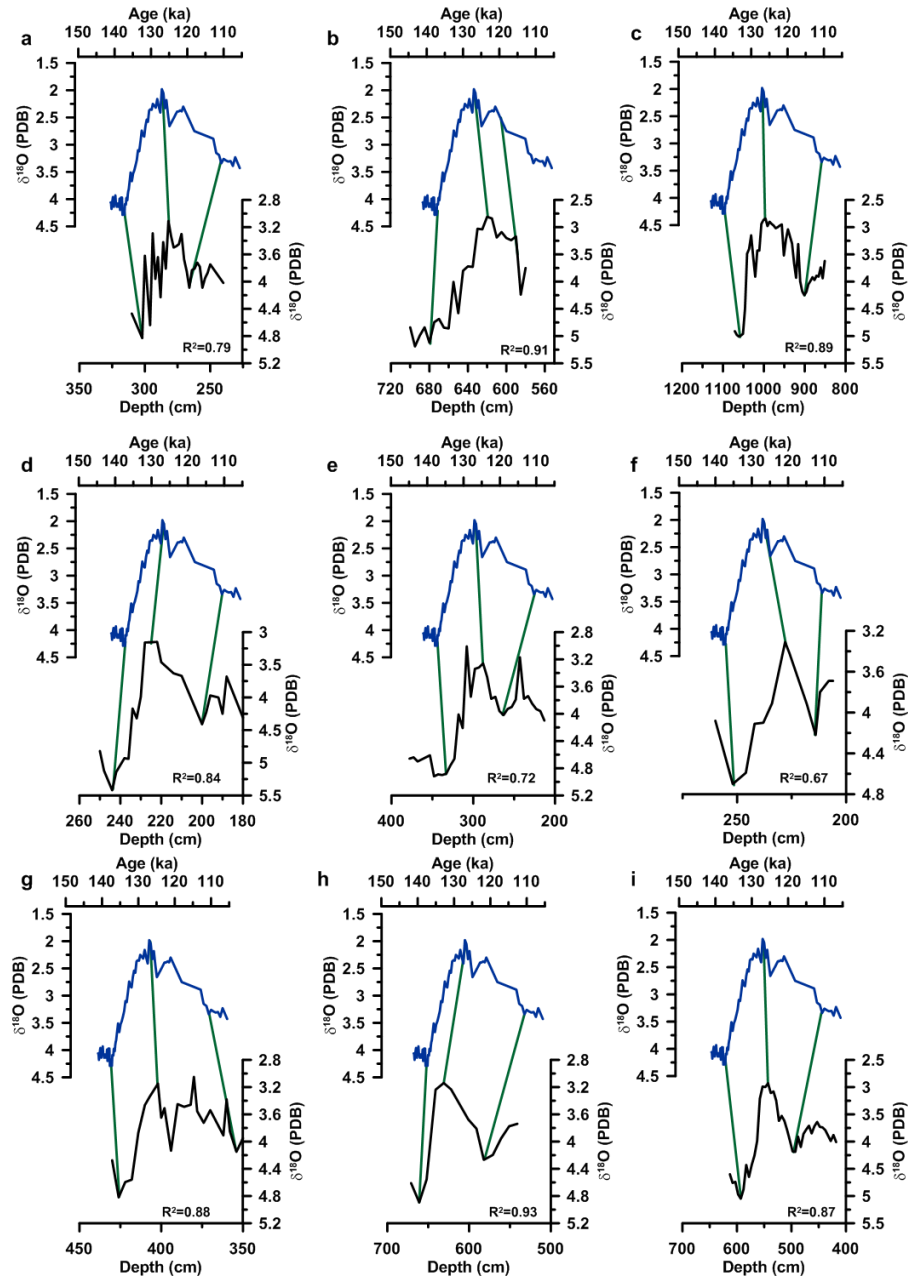 Age (ka)
a
150 140 130 120 110
1.5
2
2.5
3
3.5
4
4.5
δ¹⁸O (PDB)
2.8
3.2
3.6
4
4.4
4.8
5.2
δ¹⁸O (PDB)
R²=0.79
350 300 250
Depth (cm)
Age (ka)
b
150 140 130 120 110
1.5
2
2.5
3
3.5
4
4.5
δ¹⁸O (PDB)
2.5
3
3.5
4
4.5
5
5.5
δ¹⁸O (PDB)
R²=0.91
720 680 640 600 560
Depth (cm)
Age (ka)
c
150 140 130 120 110
1.5
2
2.5
3
3.5
4
4.5
δ¹⁸O (PDB)
2.5
3
3.5
4
4.5
5
5.5
δ¹⁸O (PDB)
R²=0.89
1200 1100 1000 900 800
Depth (cm)
Age (ka)
d
150 140 130 120 110
1.5
2
2.5
3
3.5
4
4.5
δ¹⁸O (PDB)
3
3.5
4
4.5
5
5.5
δ¹⁸O (PDB)
R²=0.84
260 240 220 200 180
Depth (cm)
Age (ka)
e
150 140 130 120 110
1.5
2
2.5
3
3.5
4
4.5
δ¹⁸O (PDB)
2.8
3.2
3.6
4
4.4
4.8
5.2
δ¹⁸O (PDB)
R²=0.72
400 350 300 250 200
Depth (cm)
Age (ka)
f
150 140 130 120 110
1.5
2
2.5
3
3.5
4
4.5
δ¹⁸O (PDB)
3.2
3.6
4
4.4
4.8
δ¹⁸O (PDB)
R²=0.67
250 200
Depth (cm)
Age (ka)
g
150 140 130 120 110
1.5
2
2.5
3
3.5
4
4.5
δ¹⁸O (PDB)
2.8
3.2
3.6
4
4.4
4.8
5.2
δ¹⁸O (PDB)
R²=0.88
450 400 350
Depth (cm)
Age (ka)
h
150 140 130 120 110
1.5
2
2.5
3
3.5
4
4.5
δ¹⁸O (PDB)
2.8
3.2
3.6
4
4.4
4.8
5.2
δ¹⁸O (PDB)
R²=0.93
700 600 500
Depth (cm)
Age (ka)
i
150 140 130 120 110
1.5
2
2.5
3
3.5
4
4.5
δ¹⁸O (PDB)
2.5
3
3.5
4
4.5
5
5.5
δ¹⁸O (PDB)
R²=0.87
700 600 500 400
Depth (cm)